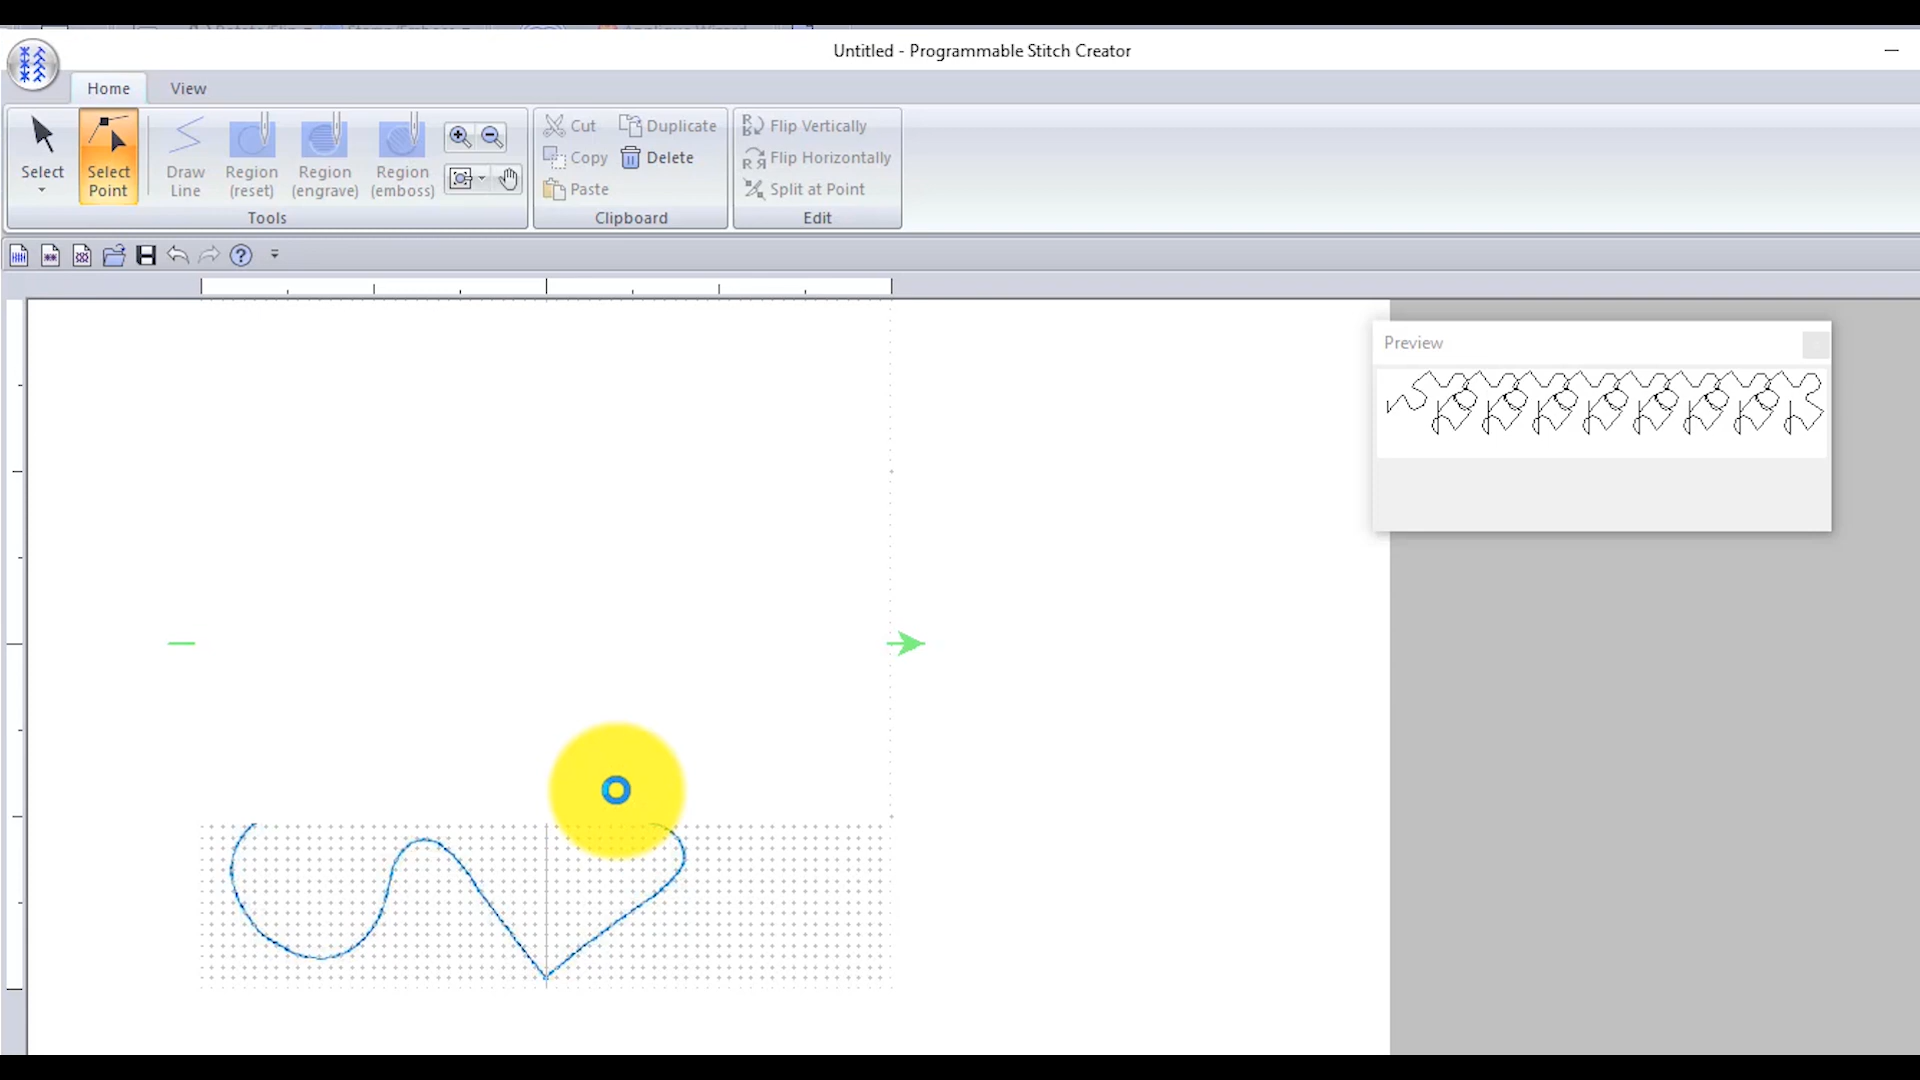 Untitled - Programmable Stitch Creator
Home View
Select
Select Point
Draw Line
Region (reset)
Region (engrave)
Region (emboss)
Tools
Cut
Copy
Paste
Duplicate
Delete
Clipboard
Flip Vertically
Flip Horizontally
Split at Point
Edit
Preview